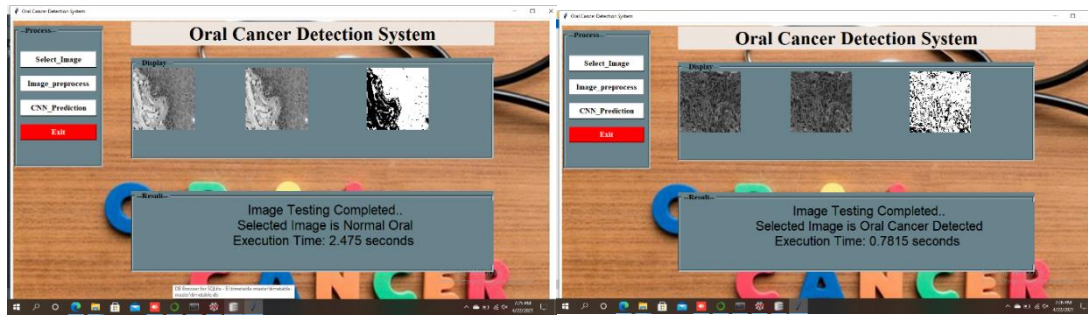 Oral Cancer Detection System
Oral Cancer Detection System
--Process--
Select_Image
Image_preprocess
CNN_Prediction
Exit
Display
--Result--
Image Testing Completed..
Selected Image is Normal Oral
Execution Time: 2.475 seconds
CANCER
Oral Cancer Detection System
Oral Cancer Detection System
--Process--
Select_Image
Image_preprocess
CNN_Prediction
Exit
Display
--Result--
Image Testing Completed..
Selected Image is Oral Cancer Detected
Execution Time: 0.7815 seconds
CANCER